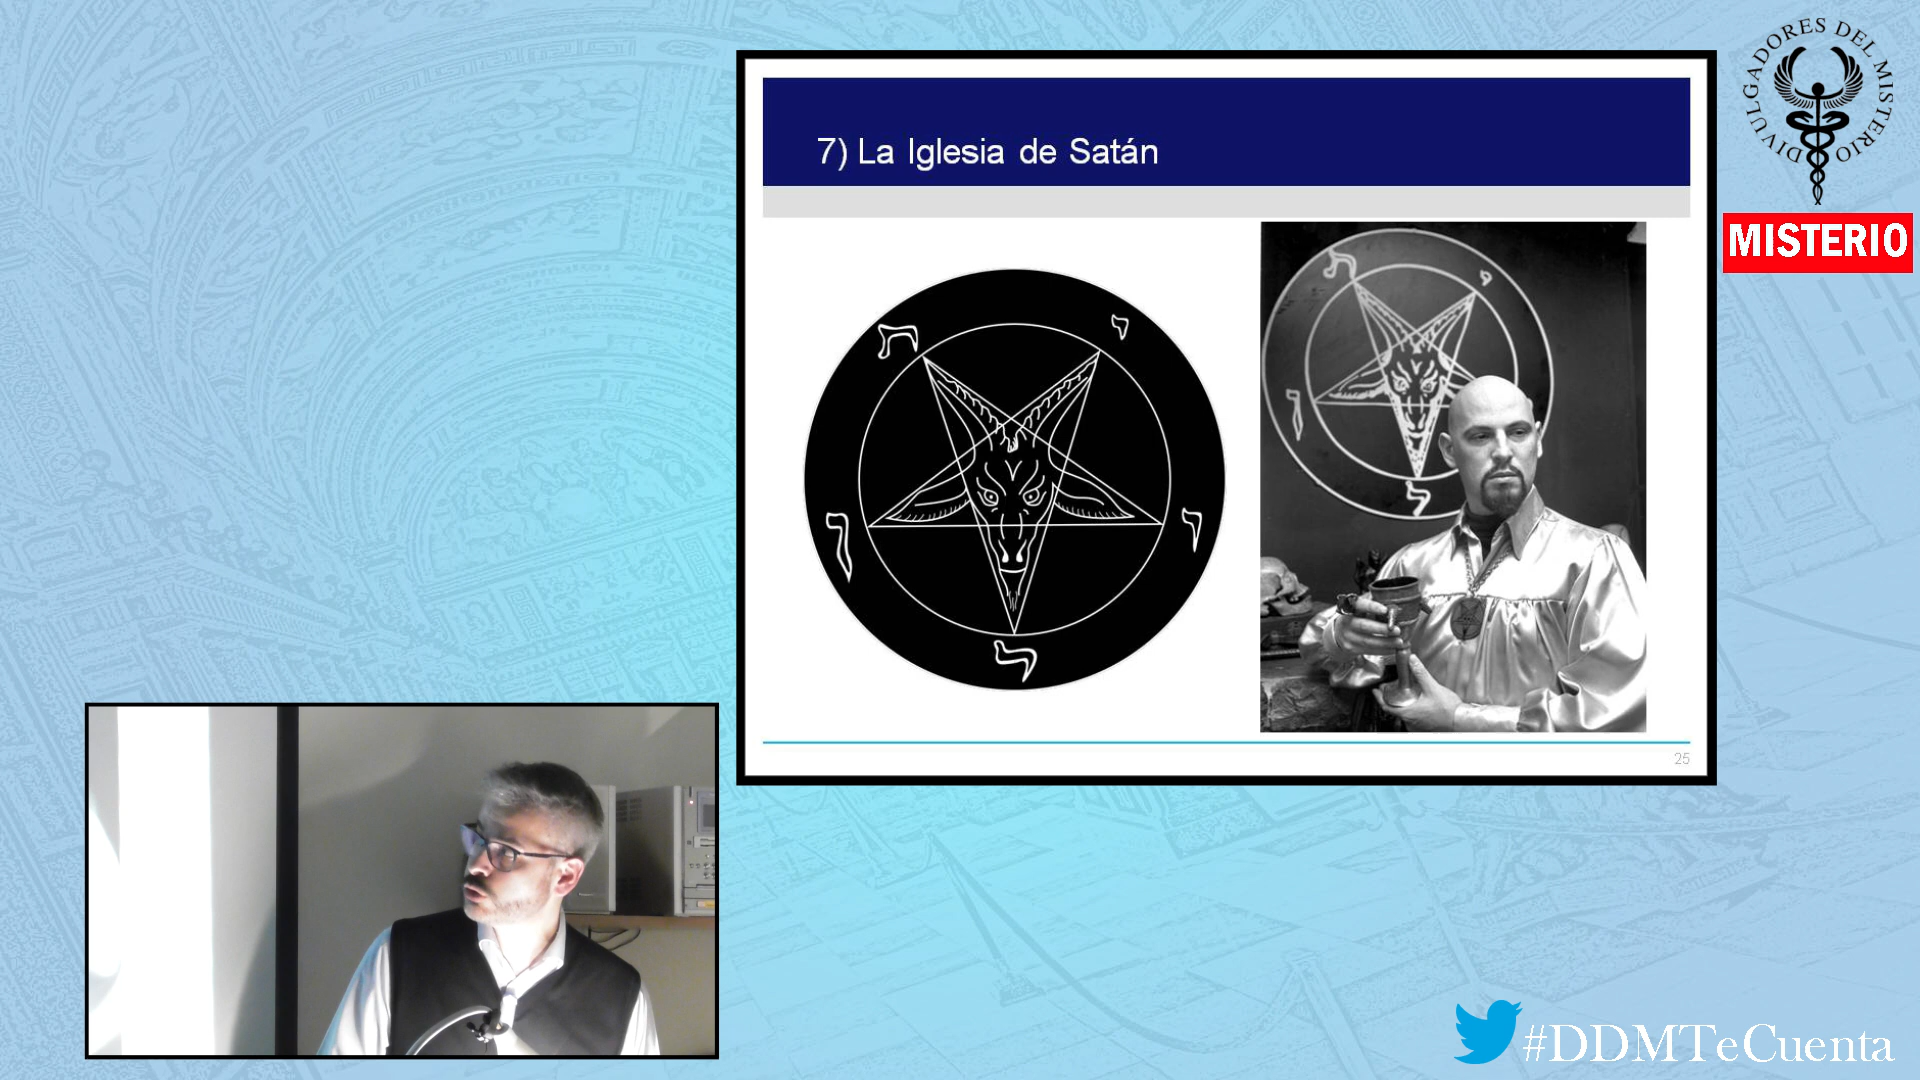 7) La Iglesia de Satán
DIVULGADORES DEL MISTERIO
MISTERIO
ת
י
ו
י
ל
25
#DDMTeCuenta